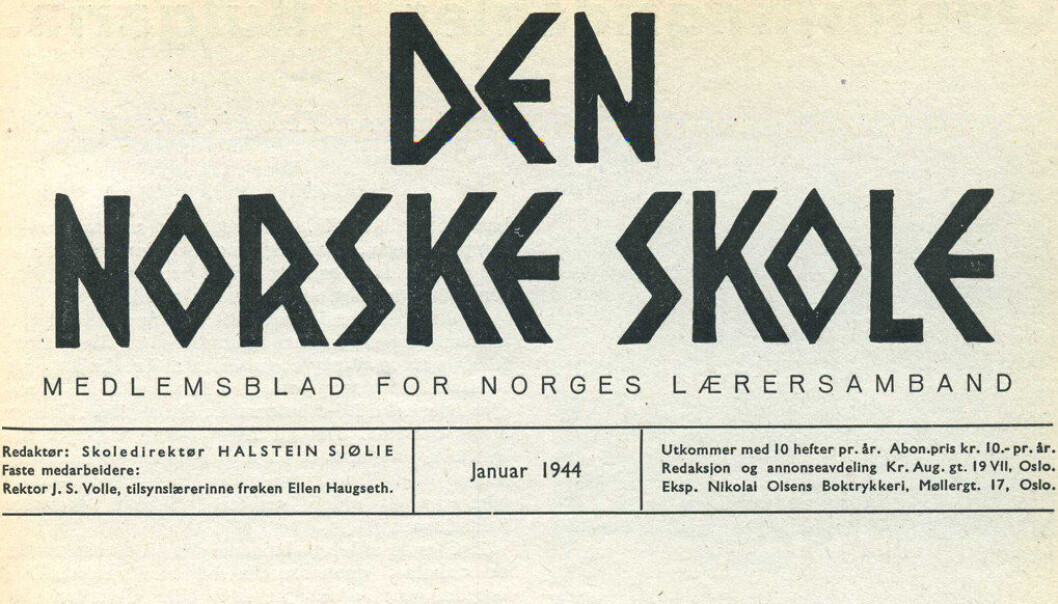 DEN
NORSKE SKOLE
MEDLEMSBLAD FOR NORGES LÆRERSAMBAND
Redaktør: Skoledirektør HALSTEIN SJØLIE
Faste medarbeidere:
Rektor J. S. Volle, tilsynslærerinne frøken Ellen Haugseth.
Januar 1944
Utkommer med 10 hefter pr. år. Abon.pris kr. 10.- pr. år.
Redaksjon og annonseavdeling Kr. Aug. gt. 19 VII, Oslo.
Eksp. Nikolai Olsens Boktrykkeri, Møllergt. 17, Oslo.